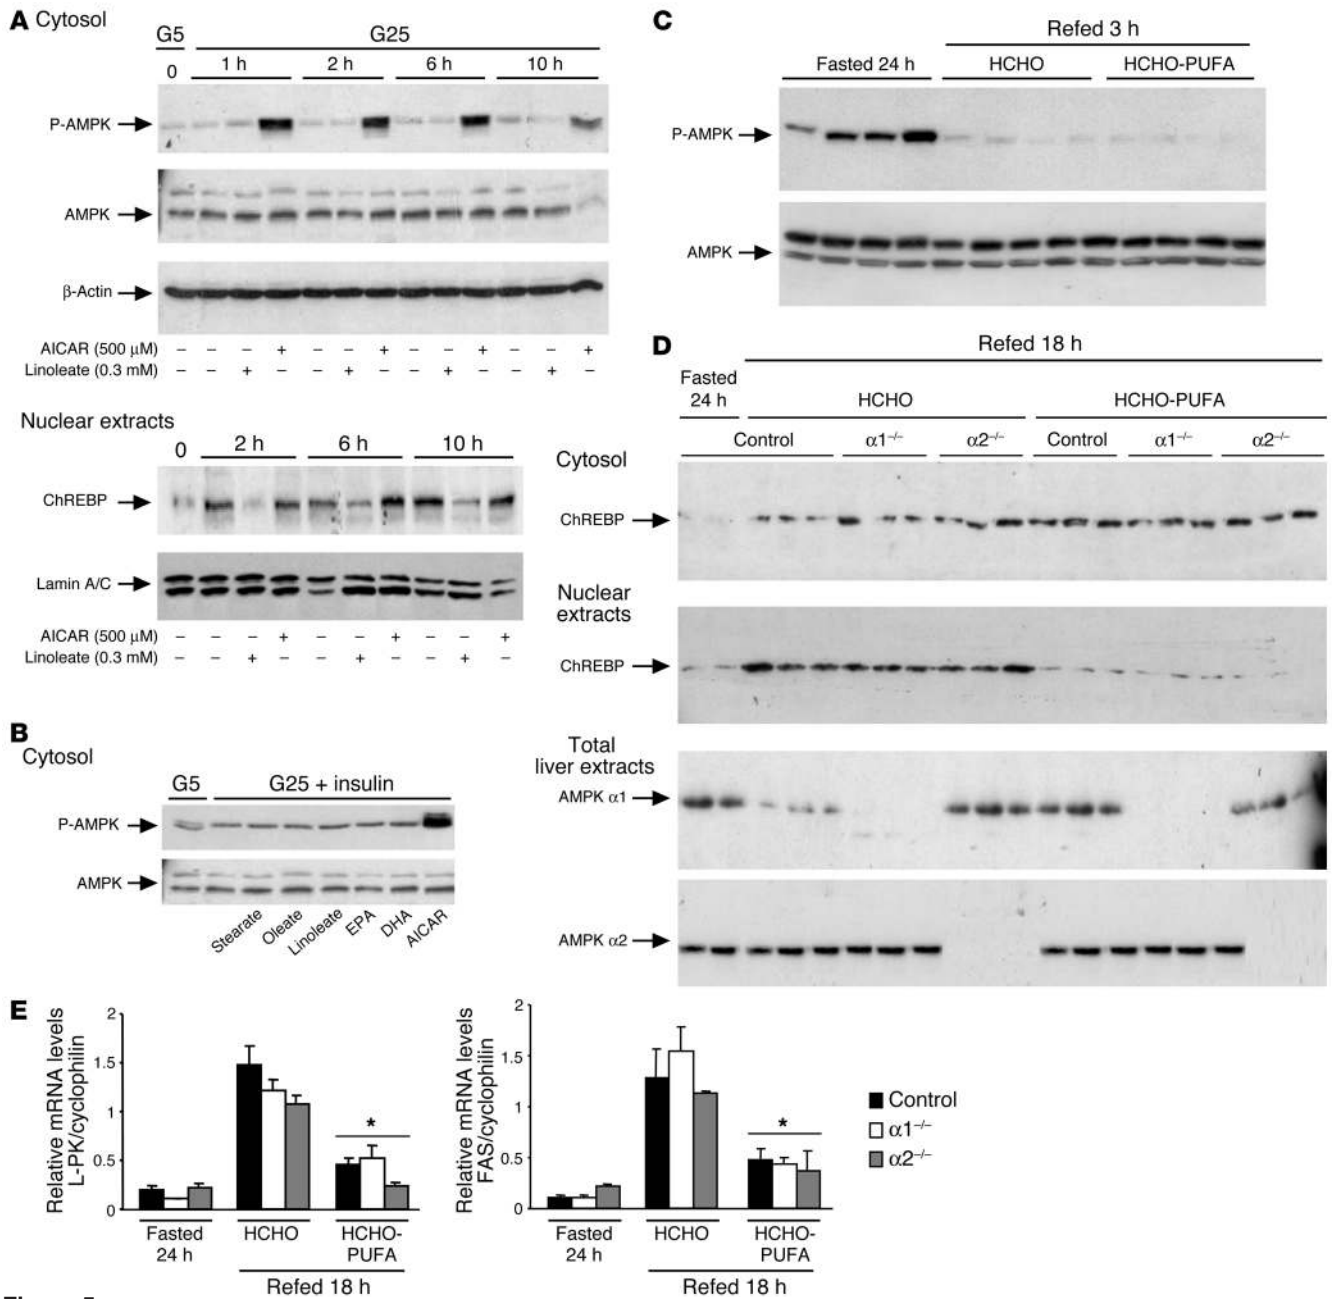 A Cytosol
G5 G25
0 1 h 2 h 6 h 10 h
P-AMPK
AMPK
β-Actin
AICAR (500 μM) – – – + – – + – – + – – +
Linoleate (0.3 mM) – – + – – + – – + – – + –
Nuclear extracts
0 2 h 6 h 10 h
ChREBP
Lamin A/C
AICAR (500 μM) – – – + – – + – – +
Linoleate (0.3 mM) – – + – – + – – + –
B
Cytosol
G5 G25 + insulin
P-AMPK
AMPK
Stearate Oleate Linoleate EPA DHA AICAR
C
Refed 3 h
Fasted 24 h HCHO HCHO-PUFA
P-AMPK
AMPK
D
Refed 18 h
Fasted
24 h HCHO HCHO-PUFA
Control α1–/– α2–/– Control α1–/– α2–/–
Cytosol
ChREBP
Nuclear
extracts
ChREBP
Total
liver extracts
AMPK α1
AMPK α2
E
Relative mRNA levels
L-PK/cyclophilin
2
1.5
1
0.5
0
*
Fasted
24 h
HCHO
HCHO-
PUFA
Refed 18 h
Relative mRNA levels
FAS/cyclophilin
2
1.5
1
0.5
0
*
Fasted
24 h
HCHO
HCHO-
PUFA
Refed 18 h
Control
α1–/–
α2–/–